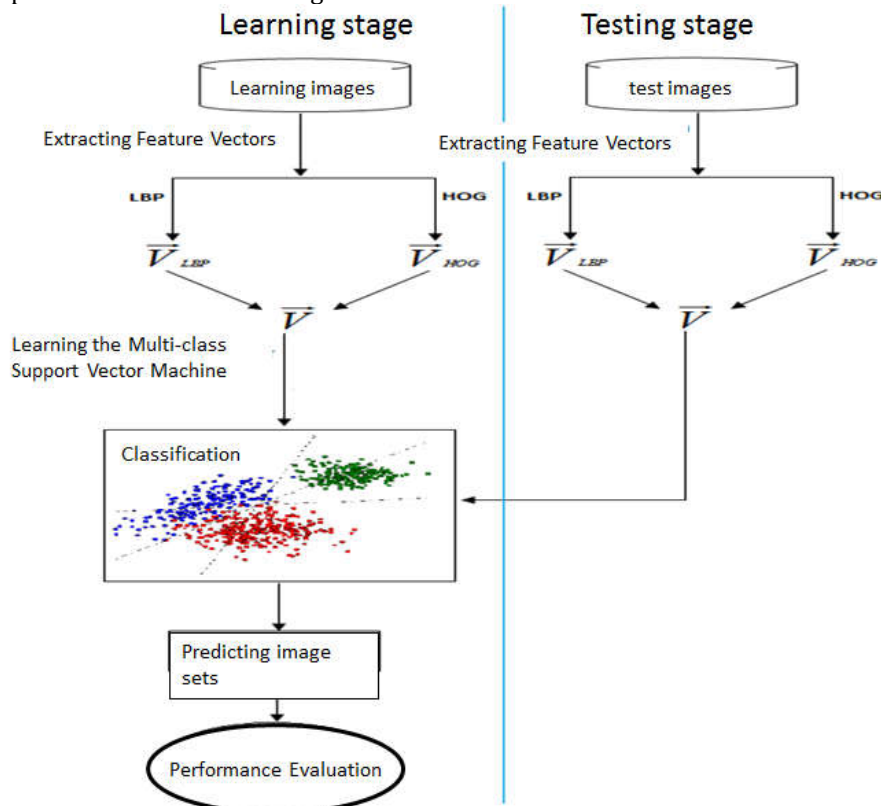 Learning stage
Testing stage
Learning images
test images
Extracting Feature Vectors
Extracting Feature Vectors
LBP
HOG
LBP
HOG
V LBP
V HOG
V LBP
V HOG
V
V
Learning the Multi-class
Support Vector Machine
Classification
Predicting image
sets
Performance Evaluation